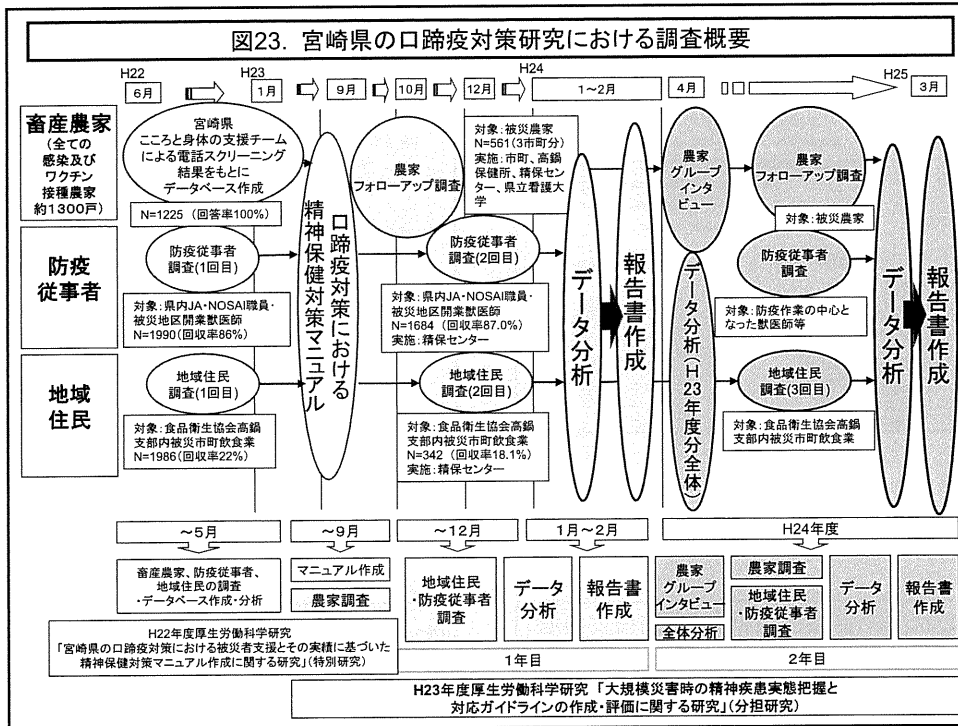 図23. 宮崎県の口蹄疫対策研究における調査概要
H22
H23
H24
H25
6月
1月
9月
10月
12月
1～2月
4月
3月
畜産農家
(全ての
感染及び
ワクチン
接種農家
約1300戸)
宮崎県
こころと身体の支援チーム
による電話スクリーニング
結果をもとに
データベース作成
N=1225（回答率100%）
口蹄疫対策における
精神保健対策マニュアル
農家
フォローアップ調査
対象：被災農家
N=561(3市町分)
実施：市町、高鍋
保健所、精保セン
ター、県立看護大
学
データ分析
報告書作成
農家
グループ
インタ
ビュー
農家
フォローアップ調査
対象：被災農家
データ分析
報告書作成
防疫
従事者
防疫従事者
調査(1回目)
対象：県内JA・NOSAI職員・
被災地区開業獣医師
N=1990(回収率86%)
防疫従事者
調査(2回目)
対象：県内JA・NOSAI職員・
被災地区開業獣医師
N=1684（回収率87.0%）
実施：精保センター
データ分析(H23年度分全体)
防疫従事者
調査
対象：防疫作業の中心と
なった獣医師等
地域
住民
地域住民
調査(1回目)
対象：食品衛生協会高鍋
支部内被災市町飲食業
N=1986(回収率22%)
地域住民
調査(2回目)
対象：食品衛生協会高鍋
支部内被災市町飲食業
N=342（回収率18.1%）
実施：精保センター
地域住民
調査(3回目)
対象：食品衛生協会高鍋
支部内被災市町飲食業
～5月
～9月
～12月
1月～2月
H24年度
畜産農家、防疫従事者、
地域住民の調査
・データベース作成・分析
マニュアル作成
農家調査
地域住民
・防疫従事者
調査
データ
分析
報告書
作成
農家
グループ
インタビュー
全体分析
農家調査
地域住民
・防疫従事者
調査
データ
分析
報告書
作成
H22年度厚生労働科学研究
「宮崎県の口蹄疫対策における被災者支援とその実績に基づいた
精神保健対策マニュアル作成に関する研究」（特別研究）
1年目
2年目
H23年度厚生労働科学研究 「大規模災害時の精神疾患実態把握と
対応ガイドラインの作成・評価に関する研究」（分担研究）